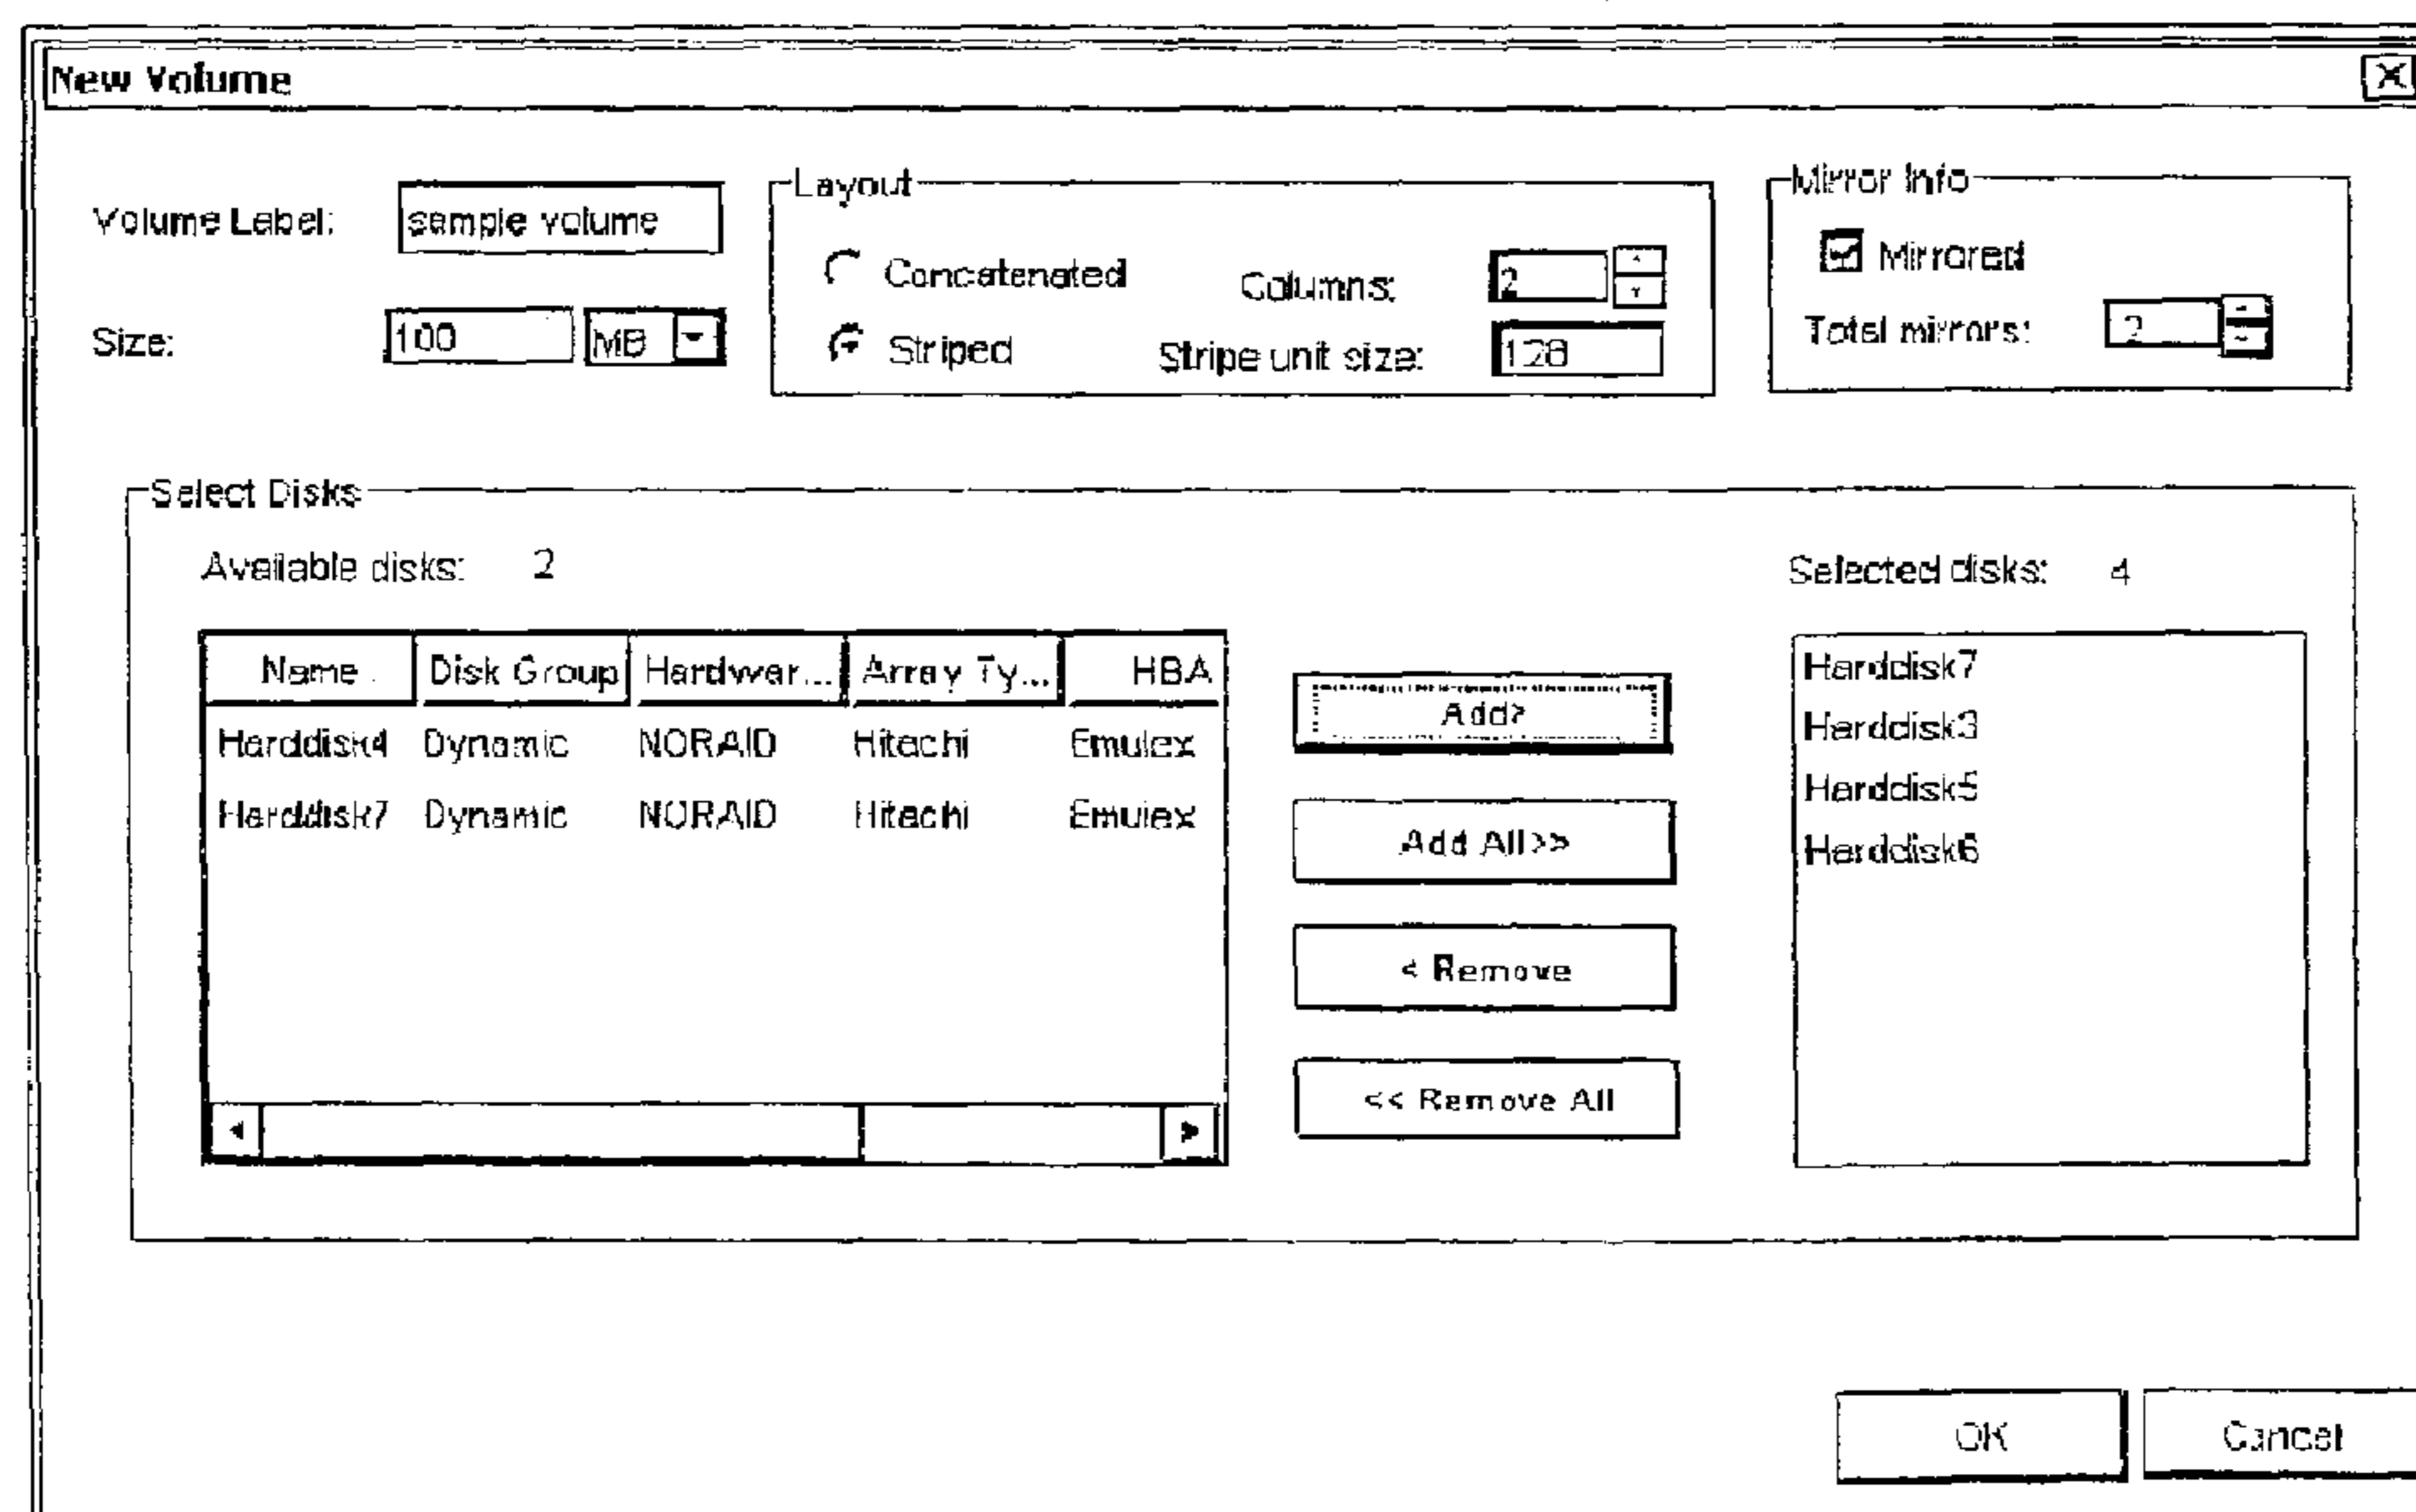 New Volume
Volume Label: sample volume
Size: 100 MB
Layout
Concatenated Columns: 2
Striped Stripe unit size: 128
Mirror Info
Mirrored
Total mirrors: 2
Select Disks
Available disks: 2
Name Disk Group Hardwar... Array Ty... HBA
Harddisk4 Dynamic NORAID Hitachi Emulex
Harddisk7 Dynamic NORAID Hitachi Emulex
Add>
Add All>>
< Remove
<< Remove All
Selected disks: 4
Harddisk7
Harddisk3
Harddisk5
Harddisk6
OK Cancel